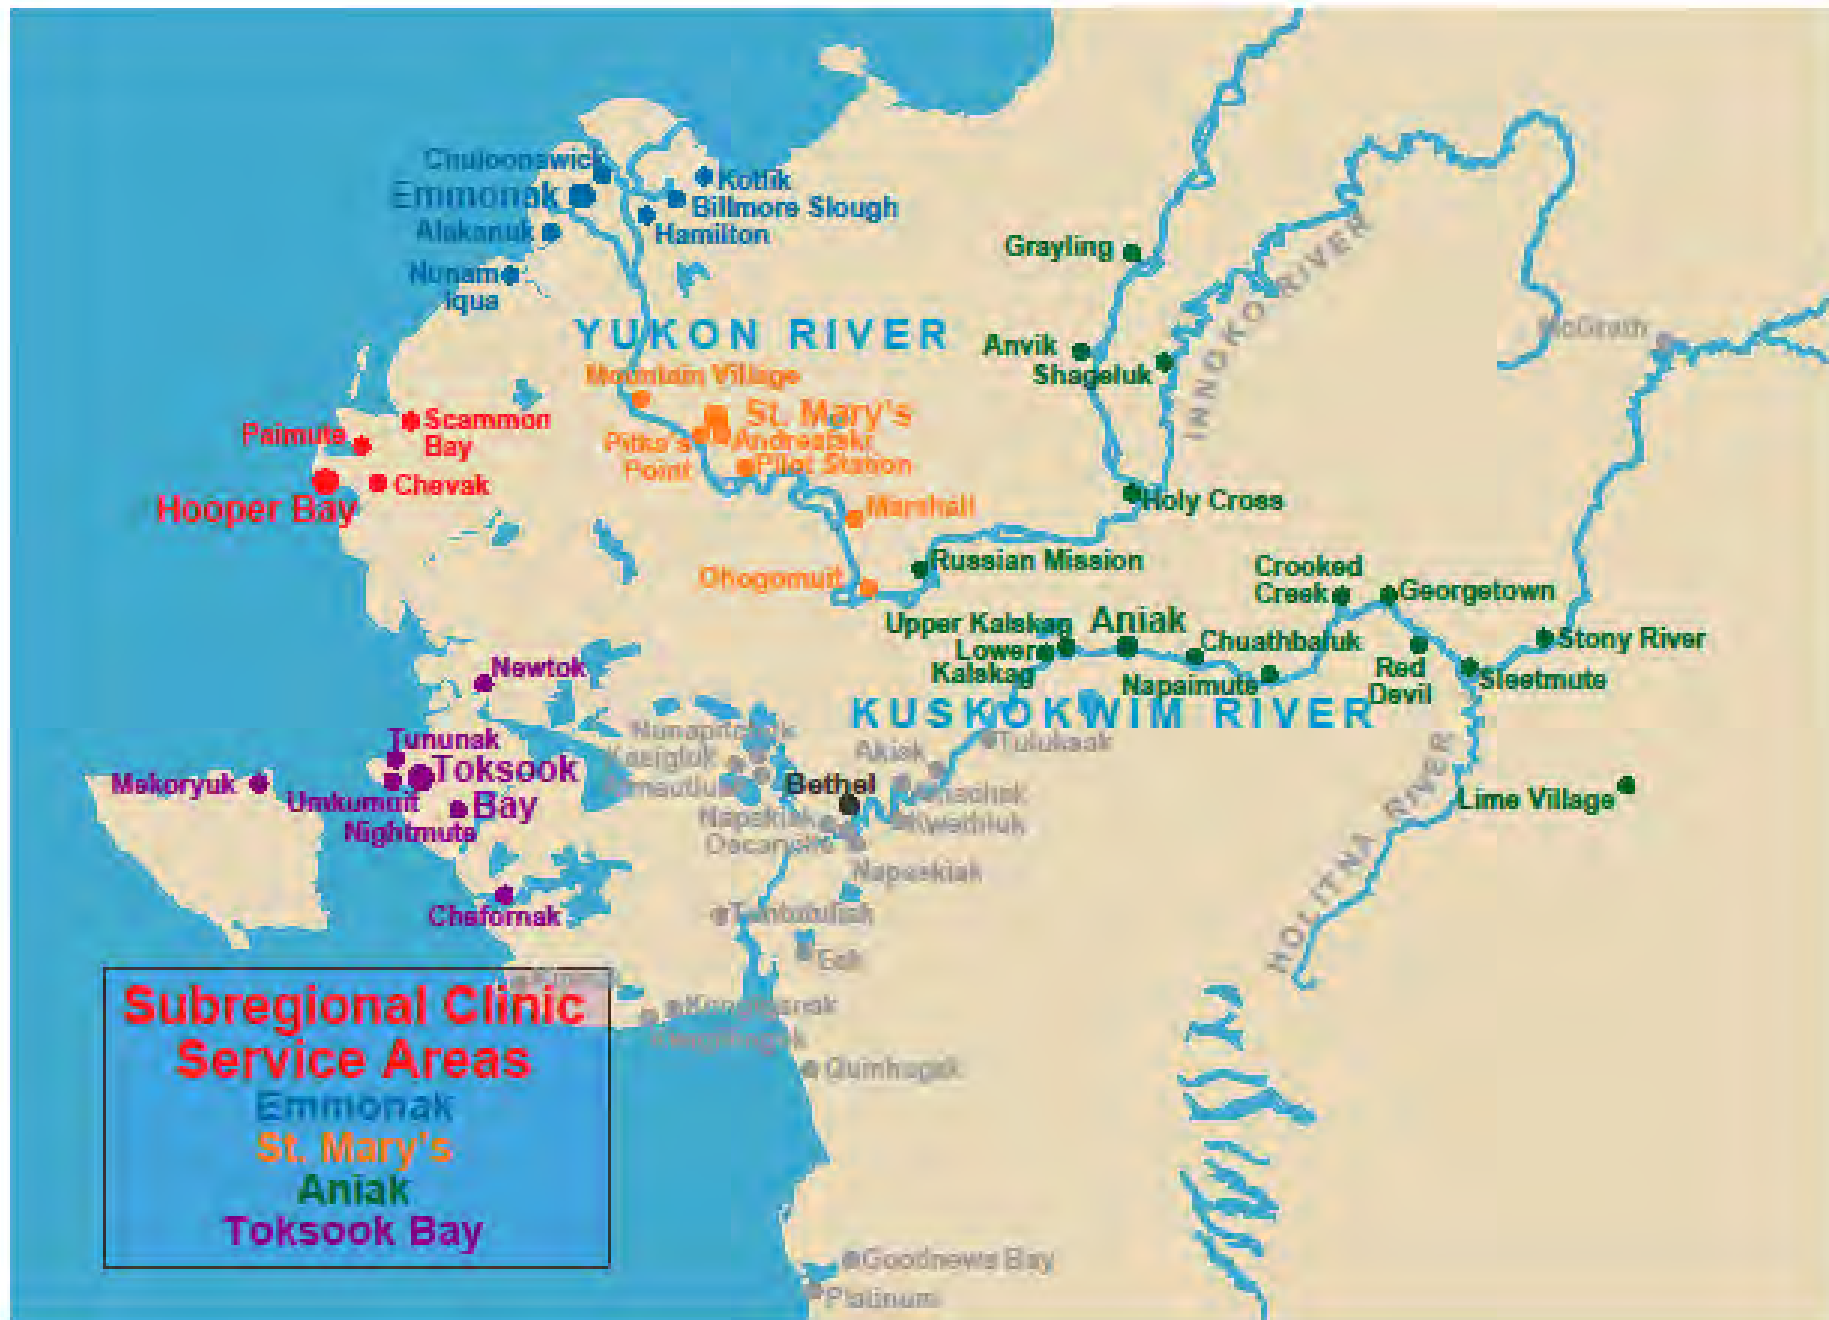 Chuloonawick
Emmonak
Kotlik
Billmore Slough
Alakanuk
Hamilton
Grayling
Nunam
Iqua
INNOKO RIVER
YUKON RIVER
McGrath
Anvik
Shageluk
Mountain Village
St. Mary's
Scammon
Bay
Paimute
Pitka's
Point
Pilot Station
Chevak
Hooper Bay
Holy Cross
Marshall
Russian Mission
Crooked
Creek
Ohogomuit
Georgetown
Upper Kalskag
Aniak
Lower
Kalskag
Chuathbaluk
Stony River
Red
Devil
Newtok
Napaimute
Sleetmute
KUSKOKWIM RIVER
Tununak
Akiak
Tuluksak
Toksook
Bay
Mekoryuk
Umkumuit
Bethel
Lime Village
Nightmute
Kwethluk
HOLITNA RIVER
Napaskiak
Chefornak
Eek
Subregional Clinic
Service Areas
Emmonak
St. Mary's
Aniak
Toksook Bay
Quinhagak
Goodnews Bay
Platinum